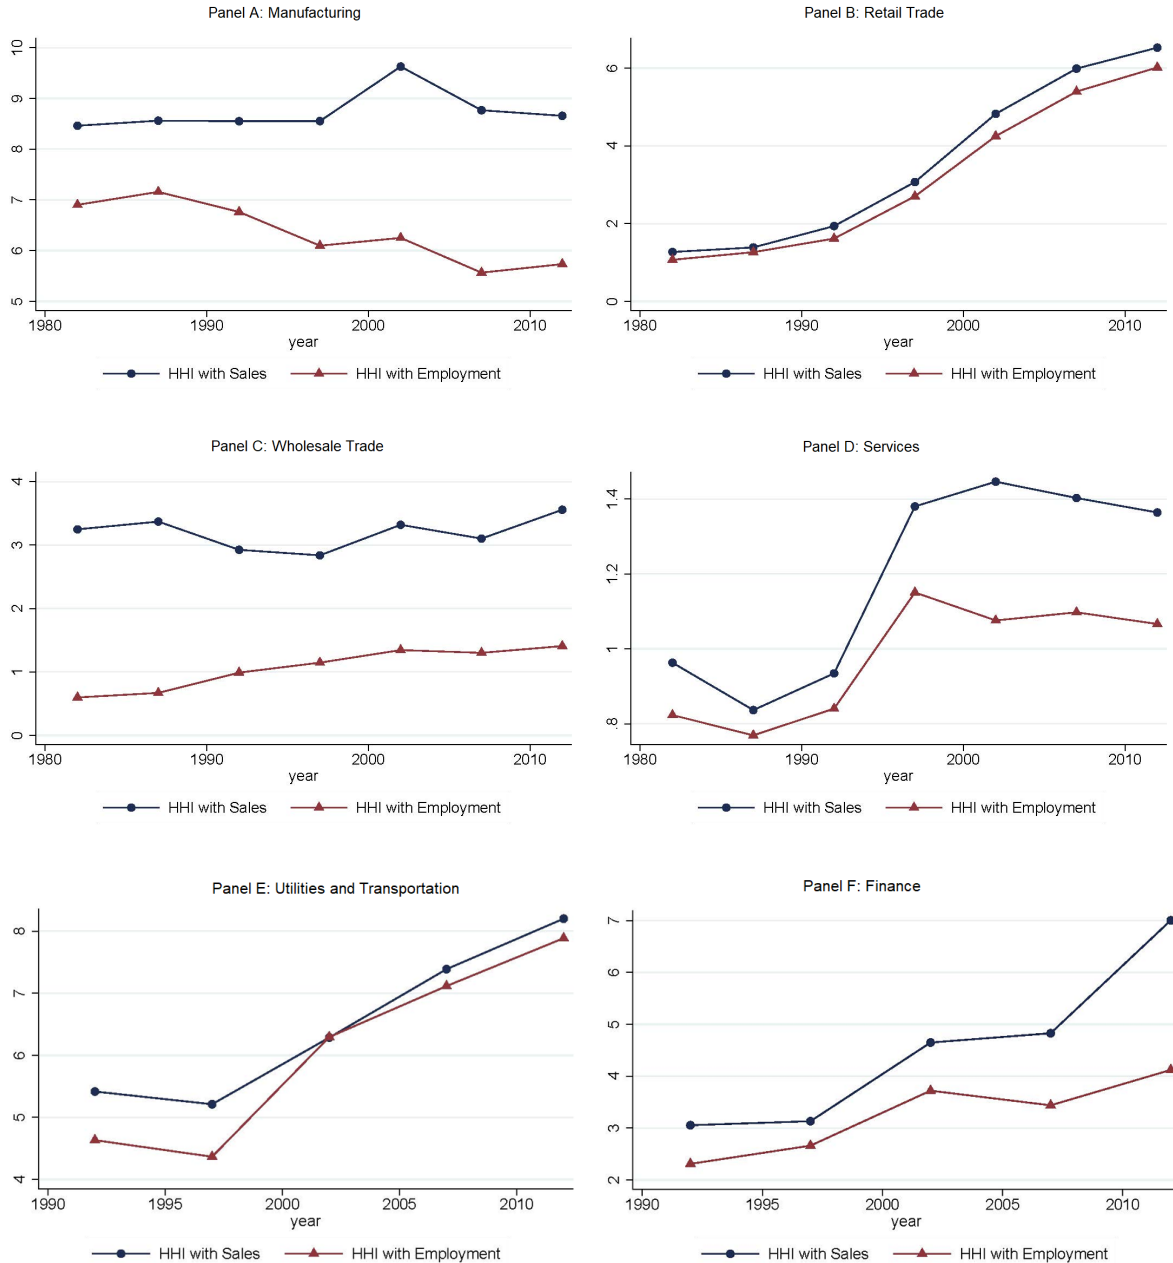 Panel A: Manufacturing
10
9
8
7
6
5
1980 1990 2000 2010
year
HHI with Sales HHI with Employment
Panel B: Retail Trade
6
4
2
0
1980 1990 2000 2010
year
HHI with Sales HHI with Employment
Panel C: Wholesale Trade
4
3
2
1
0
1980 1990 2000 2010
year
HHI with Sales HHI with Employment
Panel D: Services
1.4
1.2
1
.8
1980 1990 2000 2010
year
HHI with Sales HHI with Employment
Panel E: Utilities and Transportation
8
7
6
5
4
1990 1995 2000 2005 2010
year
HHI with Sales HHI with Employment
Panel F: Finance
7
6
5
4
3
2
1990 1995 2000 2005 2010
year
HHI with Sales HHI with Employment